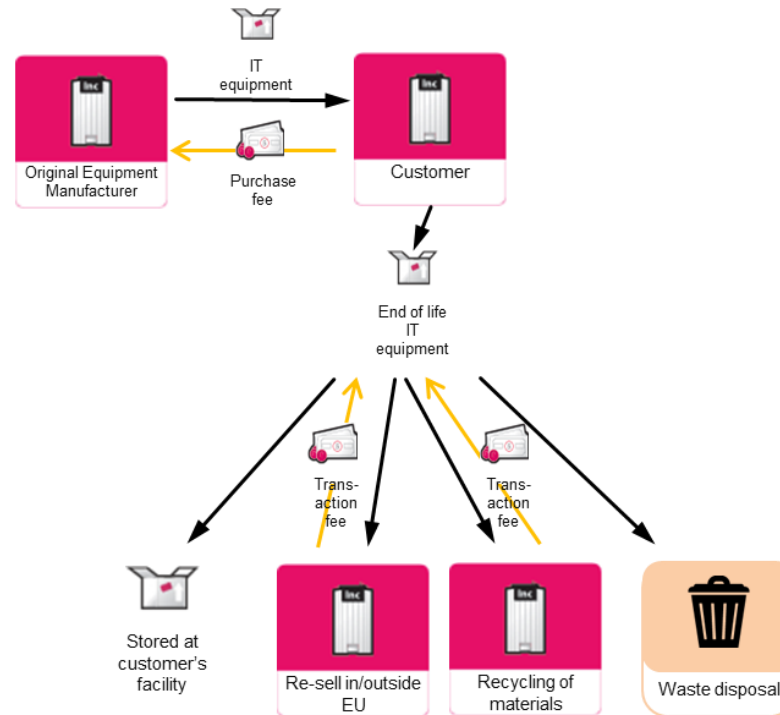 IT
equipment
Original Equipment
Manufacturer
Customer
Purchase
fee
End of life
IT
equipment
Trans-
action
fee
Trans-
action
fee
Stored at
customer's
facility
Re-sell in/outside
EU
Recycling of
materials
Waste disposal